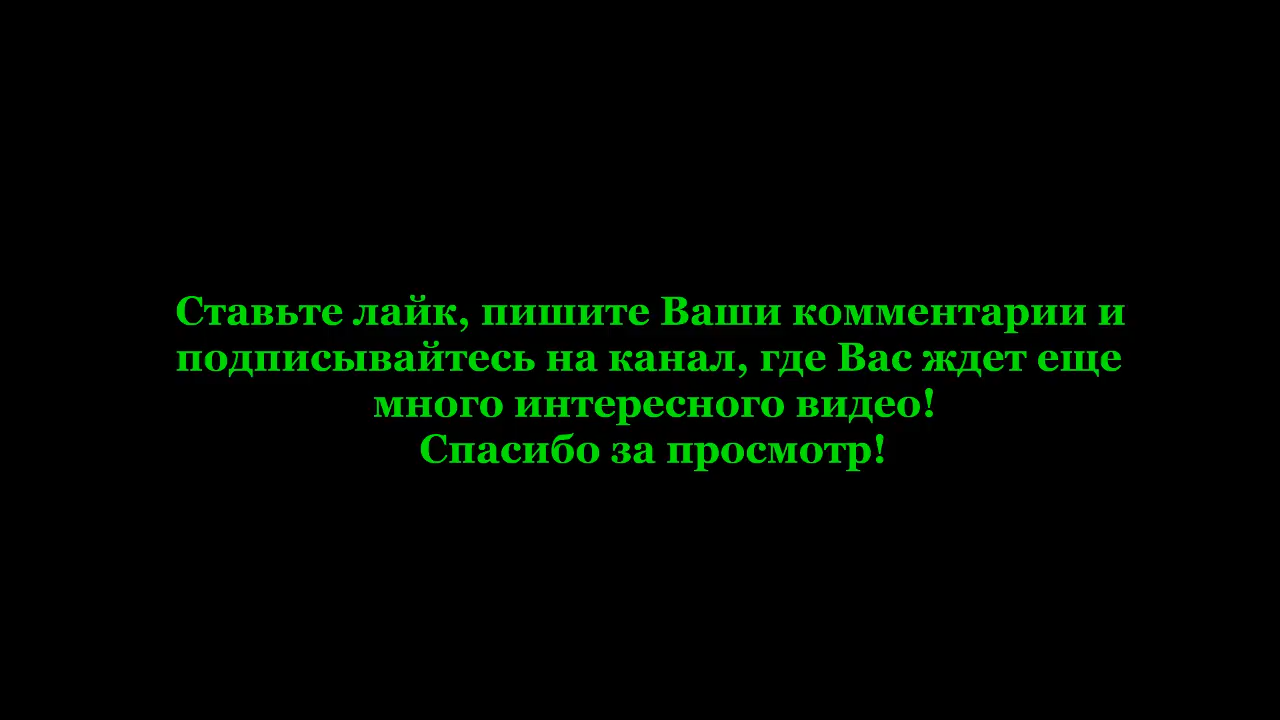 Ставьте лайк, пишите Ваши комментарии и
подписывайтесь на канал, где Вас ждет еще
много интересного видео!
Спасибо за просмотр!